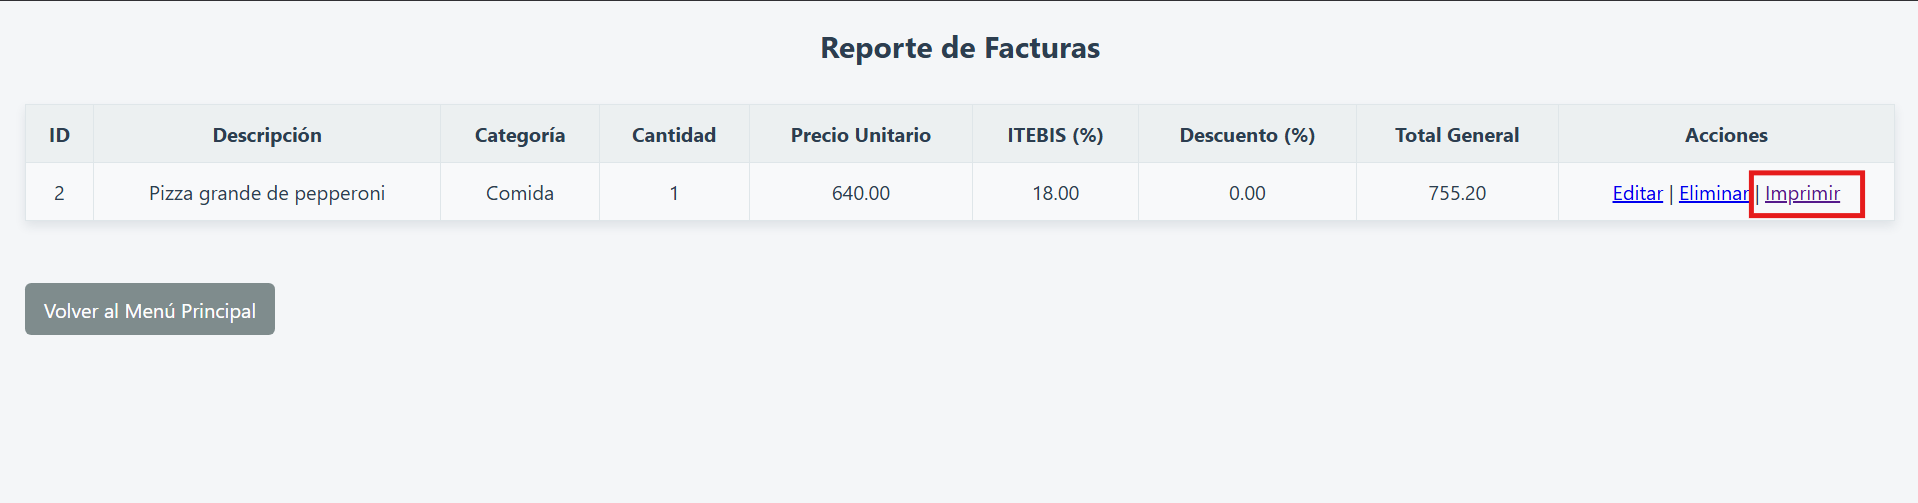 Reporte de Facturas
ID Descripción Categoría Cantidad Precio Unitario ITEBIS (%) Descuento (%) Total General Acciones
2 Pizza grande de pepperoni Comida 1 640.00 18.00 0.00 755.20 Editar | Eliminar | Imprimir
Volver al Menú Principal